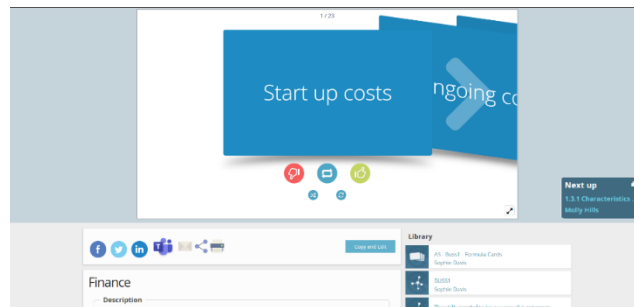 1 / 23
Start up costs
ngoing co
Next up
1.3.1 Characteristics
Molly Hills
Library
Copy and Edit
Sophie Davis
Finance
buss3
Sophie Davis
Description